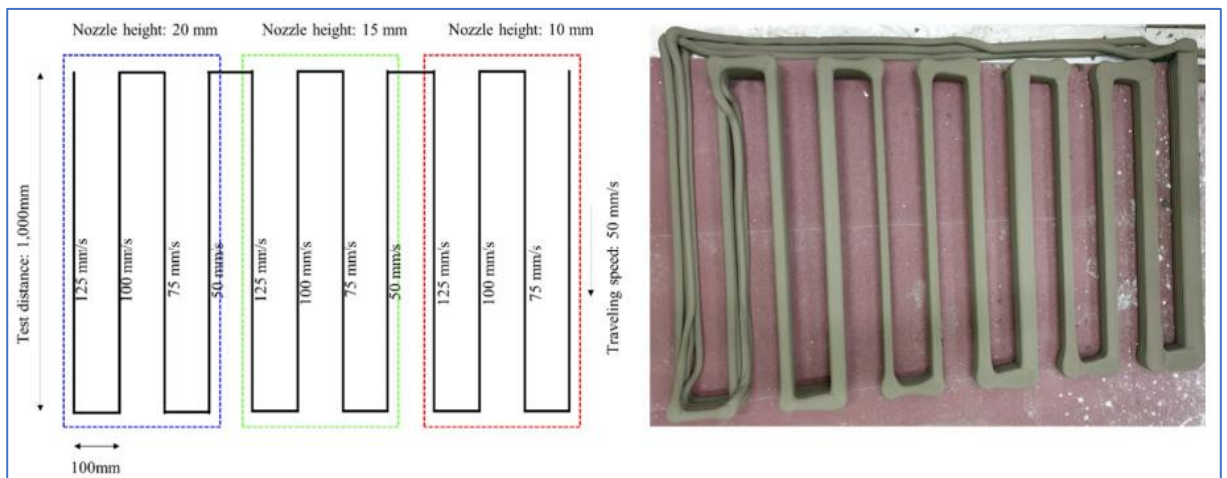 Nozzle height: 20 mm
Nozzle height: 15 mm
Nozzle height: 10 mm
Test distance: 1,000mm
125 mm/s
100 mm/s
75 mm/s
50 mm/s
125 mm/s
100 mm/s
75 mm/s
50 mm/s
125 mm/s
100 mm/s
75 mm/s
Traveling speed: 50 mm/s
100mm